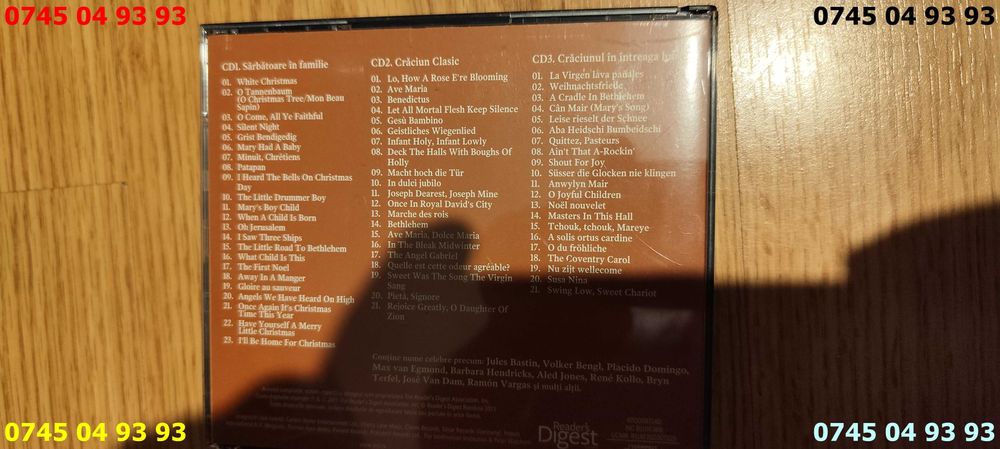 0745 04 93 93
0745 04 93 93
CD1. Sărbătoare în familie
01. White Christmas
02. O Tannenbaum
(O Christmas Tree/Mon Beau
Sapin)
03. O Come, All Ye Faithful
04. Silent Night
05. Grist Bendigedig
06. Mary Had A Baby
07. Minuit, Chrétiens
08. Patapan
09. I Heard The Bells On Christmas
Day
10. The Little Drummer Boy
11. Mary's Boy Child
12. When A Child Is Born
13. Oh Jerusalem
14. I Saw Three Ships
15. The Little Road To Bethlehem
16. What Child Is This
17. The First Noel
18. Away In A Manger
19. Gloire au sauveur
20. Angels We Have Heard On High
21. Once Again It's Christmas
Time This Year
22. Have Yourself A Merry
Little Christmas
23. I'll Be Home For Christmas
CD2. Crăciun Clasic
01. Lo, How A Rose E're Blooming
02. Ave Maria
03. Benedictus
04. Let All Mortal Flesh Keep Silence
05. Gesù Bambino
06. Geistliches Wiegenlied
07. Infant Holy, Infant Lowly
08. Deck The Halls With Boughs Of
Holly
09. Macht hoch die Tür
10. In dulci jubilo
11. Joseph Dearest, Joseph Mine
12. Once In Royal David's City
13. Marche des rois
14. Bethlehem
15. Ave Maria, Dolce Maria
16. In The Bleak Midwinter
17. The Angel Gabriel
18. Quelle est cette odeur agréable?
19. Sweet Was The Song The Virgin
Sang
20. Pietà, Signore
21. Rejoice Greatly, O Daughter Of
Zion
CD3. Crăciunul în întreaga
01. La Virgen lava pañales
02. Weihnachtsfriede
03. A Cradle In Bethlehem
04. Cân Mair (Mary's Song)
05. Leise rieselt der Schnee
06. Aba Heidschi Bumbeidschi
07. Quittez, Pasteurs
08. Ain't That A-Rockin'
09. Shout For Joy
10. Süsser die Glocken nie klingen
11. Anwylyn Mair
12. O Joyful Children
13. Noël nouvelet
14. Masters In This Hall
15. Tchouk, tchouk, Mareye
16. A solis ortus cardine
17. O du fröhliche
18. The Coventry Carol
19. Nu zijt wellecome
20. Susa Nina
21. Swing Low, Sweet Chariot
Conține nume celebre precum: Jules Bastin, Volker Bengl, Placido Domingo,
Max van Egmond, Barbara Hendricks, Aled Jones, René Kollo, Bryn
Terfel, José Van Dam, Ramón Vargas și mulți alții.
Reader's
Digest
0745 04 93 93
0745 04 93 93